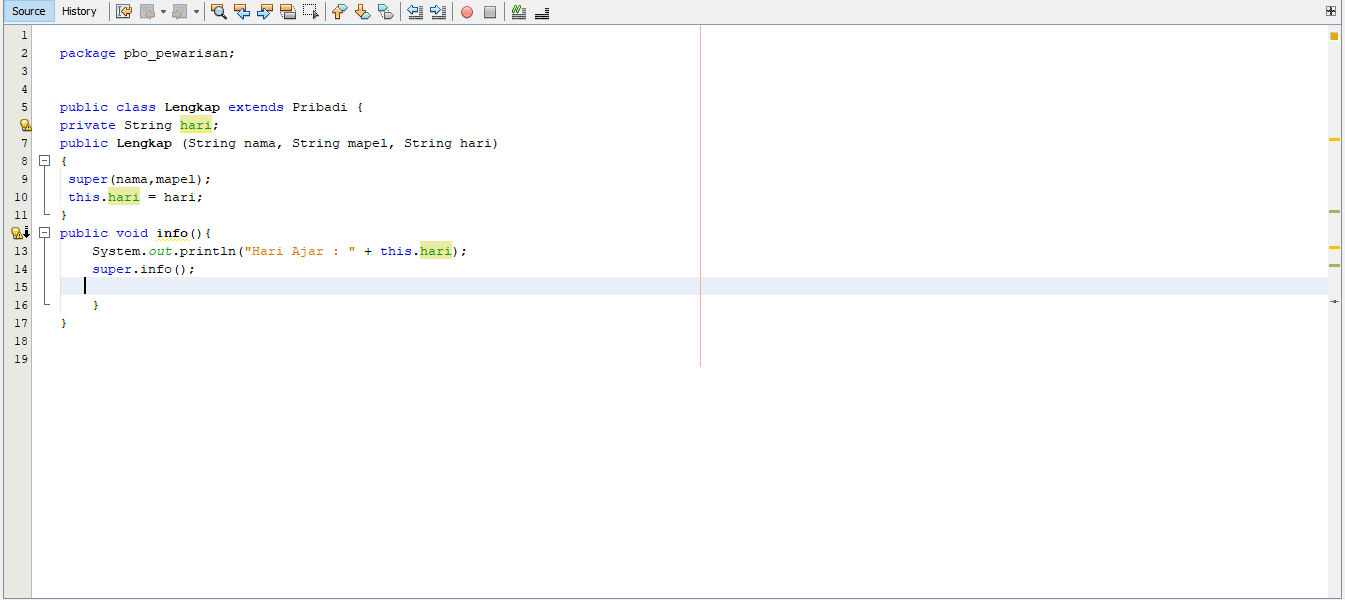 Source History
1
2 package pbo_pewarisan;
3
4
5 public class Lengkap extends Pribadi {
private String hari;
7 public Lengkap (String nama, String mapel, String hari)
8 {
9 super(nama,mapel);
10 this.hari = hari;
11 }
public void info(){
13 System.out.println("Hari Ajar : " + this.hari);
14 super.info();
15
16 }
17 }
18
19